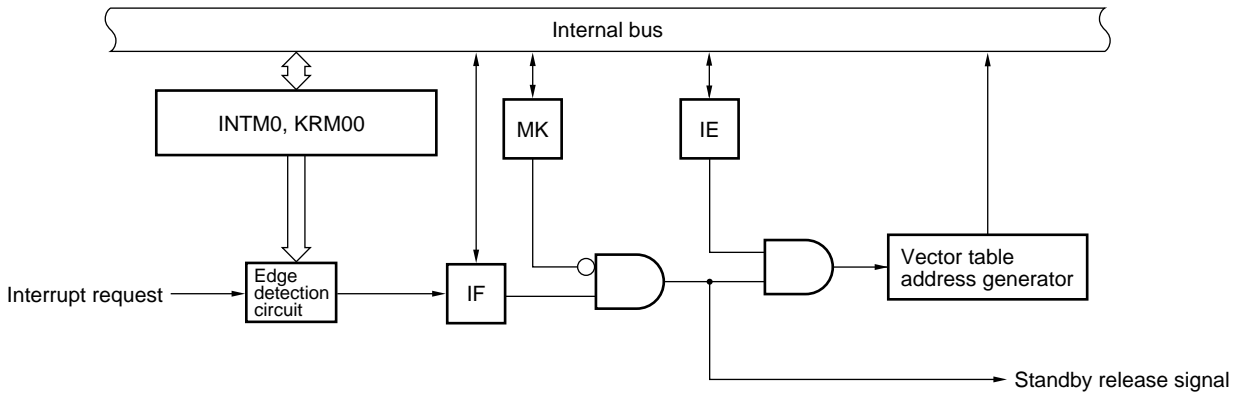 Internal bus
INTM0, KRM00
MK
IE
Interrupt request
Edge
detection
circuit
IF
Vector table
address generator
Standby release signal